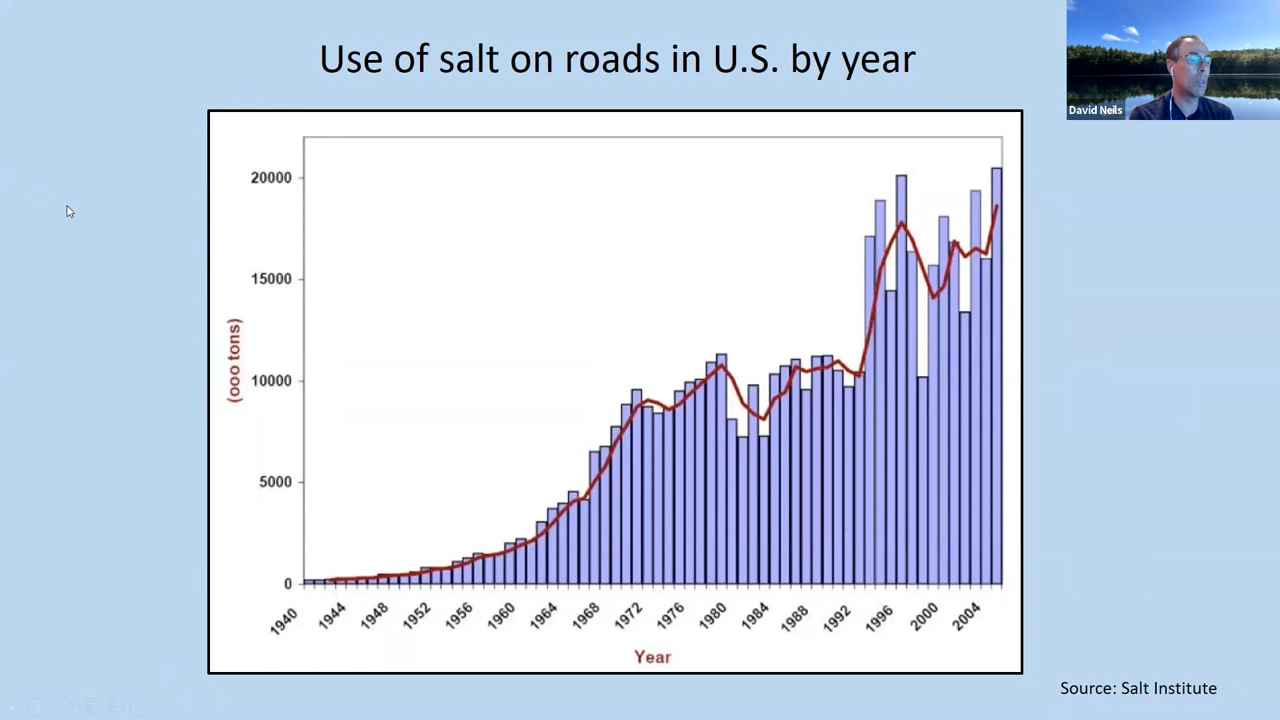 Use of salt on roads in U.S. by year
David Neils
20000
15000
10000
5000
0
(ooo tons)
1940 1944 1948 1952 1956 1960 1964 1968 1972 1976 1980 1984 1988 1992 1996 2000 2004
Year
Source: Salt Institute